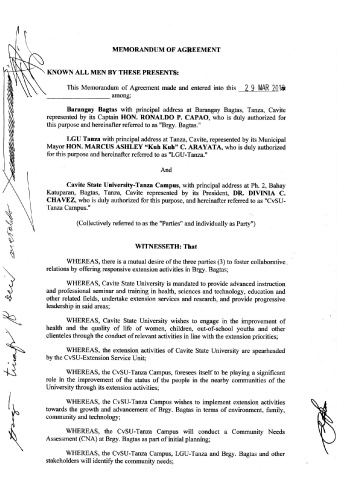 MEMORANDUM OF AGREEMENT
KNOWN ALL MEN BY THESE PRESENTS:
This Memorandum of Agreement made and entered into this 29 MAR
among:
Barangay Bagtas with principal address at Barangay Bagtas, Tanza, Cavite
represented by its Captain HON. RONALDO P. CAPAO, who is duly authorized for
this purpose and hereinafter referred to as "Brgy. Bagtas."
LGU Tanza with principal address at Tanza, Cavite, represented by its Municipal
Mayor HON. MARCUS ASHLEY "Kuh Kuh" C. ARAYATA, who is duly authorized
for this purpose and hereinafter referred to as "LGU-Tanza."
And
Cavite State University-Tanza Campus, with principal address at Ph. 2, Bahay
Katuparan, Bagtas, Tanza, Cavite represented by its President, DR. DIVINIA C.
CHAVEZ, who is duly authorized for this purpose, and hereinafter referred to as "CvSU-
Tanza Campus."
(Collectively referred to as the "Parties" and individually as Party")
WITNESSETH: That
WHEREAS, there is a mutual desire of the three parties (3) to foster collaborative
relations by offering responsive extension activities in Brgy. Bagtas;
WHEREAS, Cavite State University is mandated to provide advanced instruction
and professional seminar and training in health, sciences and technology, education and
other related fields, undertake extension services and research, and provide progressive
leadership in said areas;
WHEREAS, Cavite State University wishes to engage in the improvement of
health and the quality of life of women, children, out-of-school youths and other
clienteles through the conduct of relevant activities in line with the extension priorities;
WHEREAS, the extension activities of Cavite State University are spearheaded
by the CvSU-Extension Service Unit;
WHEREAS, the CvSU-Tanza Campus, foresees itself to be playing a significant
role in the improvement of the status of the people in the nearby communities of the
University through its extension activities;
WHEREAS, the CvSU-Tanza Campus wishes to implement extension activities
towards the growth and advancement of Brgy. Bagtas in terms of environment, family,
community and technology;
WHEREAS, the CvSU-Tanza Campus will conduct a Community Needs
Assessment (CNA) at Brgy. Bagtas as part of initial planning;
WHEREAS, the CvSU-Tanza Campus, LGU-Tanza and Brgy. Bagtas and other
stakeholders will identify the community needs;